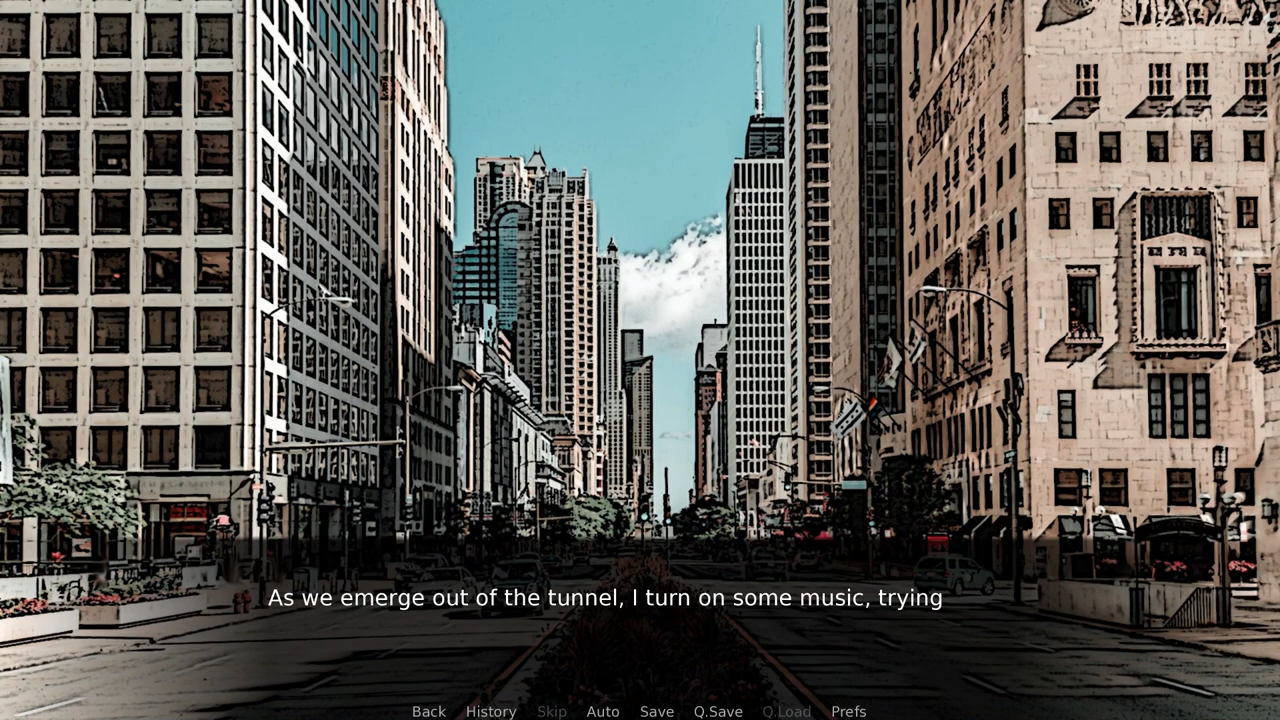 As we emerge out of the tunnel, I turn on some music, trying
Back History Skip Auto Save Q.Save Q.Load Prefs